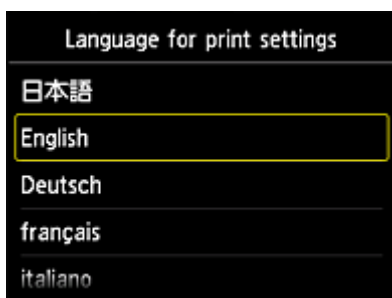 Language for print settings
日本語
English
Deutsch
français
italiano